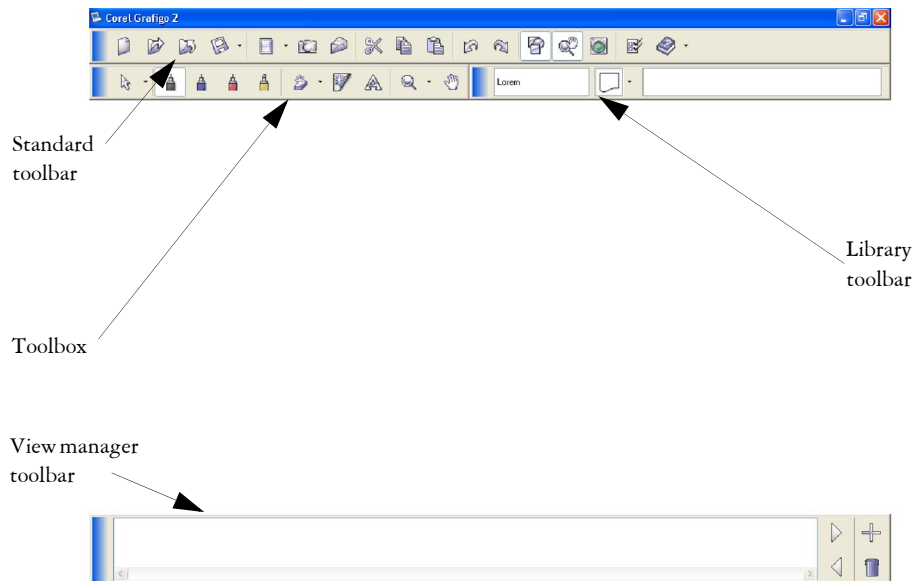 Corel Grafigo 2
Lorem
Standard
toolbar
Library
toolbar
Toolbox
View manager
toolbar